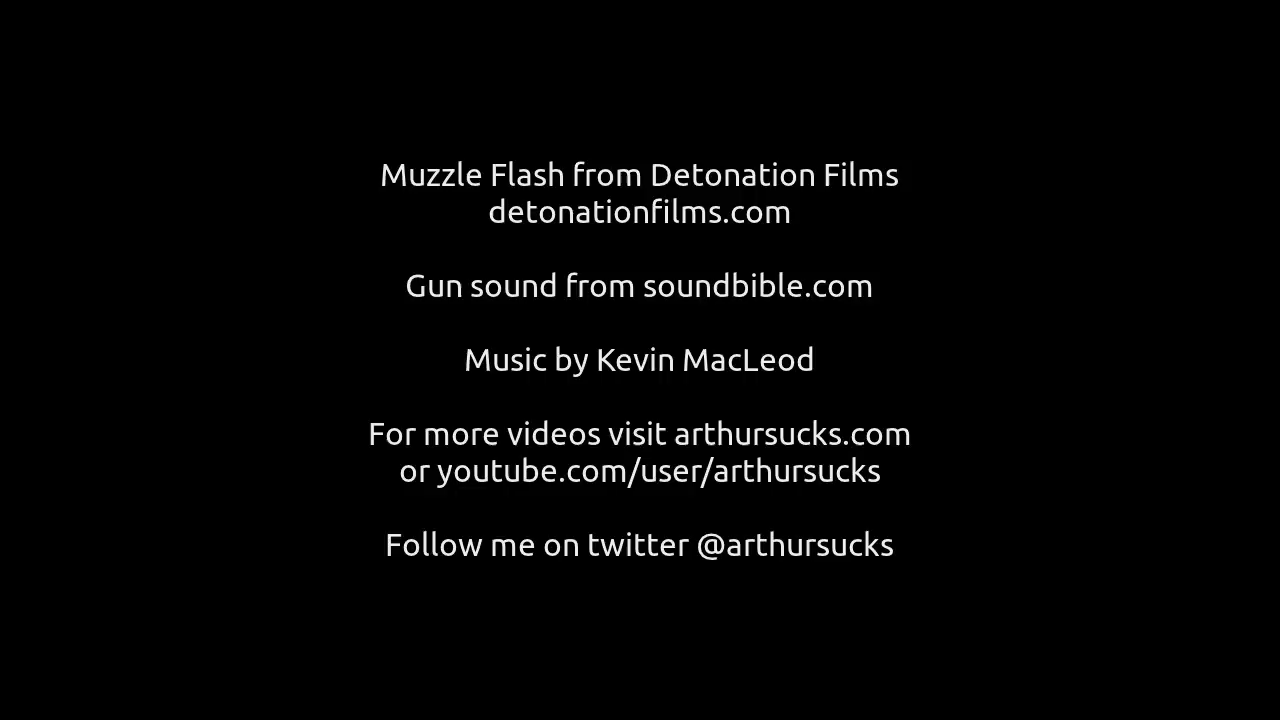 Muzzle Flash from Detonation Films
detonationfilms.com
Gun sound from soundbible.com
Music by Kevin MacLeod
For more videos visit arthursucks.com
or youtube.com/user/arthursucks
Follow me on twitter @arthursucks